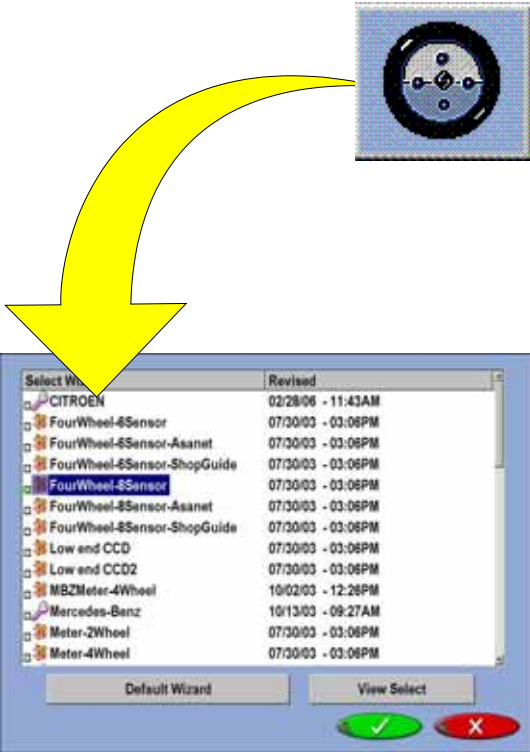 Select Wi Revised
CITROEN 02/28/06 - 11:43AM
FourWheel-6Sensor 07/30/03 - 03:06PM
FourWheel-6Sensor-Asanet 07/30/03 - 03:06PM
FourWheel-6Sensor-ShopGuide 07/30/03 - 03:06PM
FourWheel-8Sensor 07/30/03 - 03:06PM
FourWheel-8Sensor-Asanet 07/30/03 - 03:06PM
FourWheel-8Sensor-ShopGuide 07/30/03 - 03:06PM
Low end CCD 07/30/03 - 03:06PM
Low end CCD2 07/30/03 - 03:06PM
MBZMeter-4Wheel 10/02/03 - 12:26PM
Mercedes-Benz 10/13/03 - 09:27AM
Meter-2Wheel 07/30/03 - 03:06PM
Meter-4Wheel 07/30/03 - 03:06PM
Default Wizard View Select